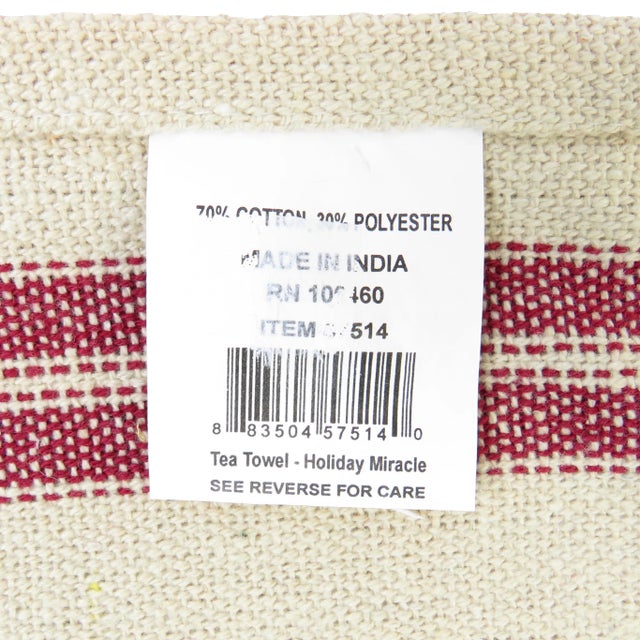 70% COTTON, 30% POLYESTER
MADE IN INDIA
RN
ITEM
8 83504 57514 0
Tea Towel - Holiday Miracle
SEE REVERSE FOR CARE